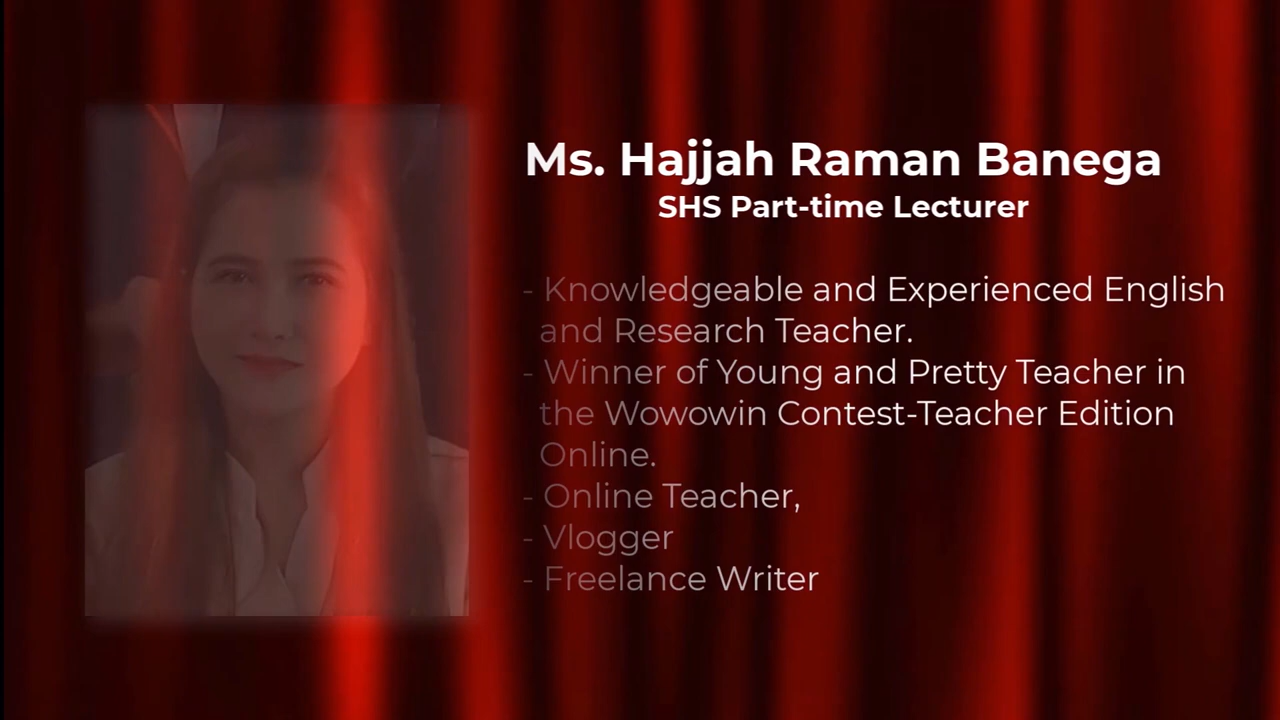 Ms. Hajjah Raman Banega
SHS Part-time Lecturer
- Knowledgeable and Experienced English
and Research Teacher.
- Winner of Young and Pretty Teacher in
the Wowowin Contest-Teacher Edition
Online.
- Online Teacher,
- Vlogger
- Freelance Writer